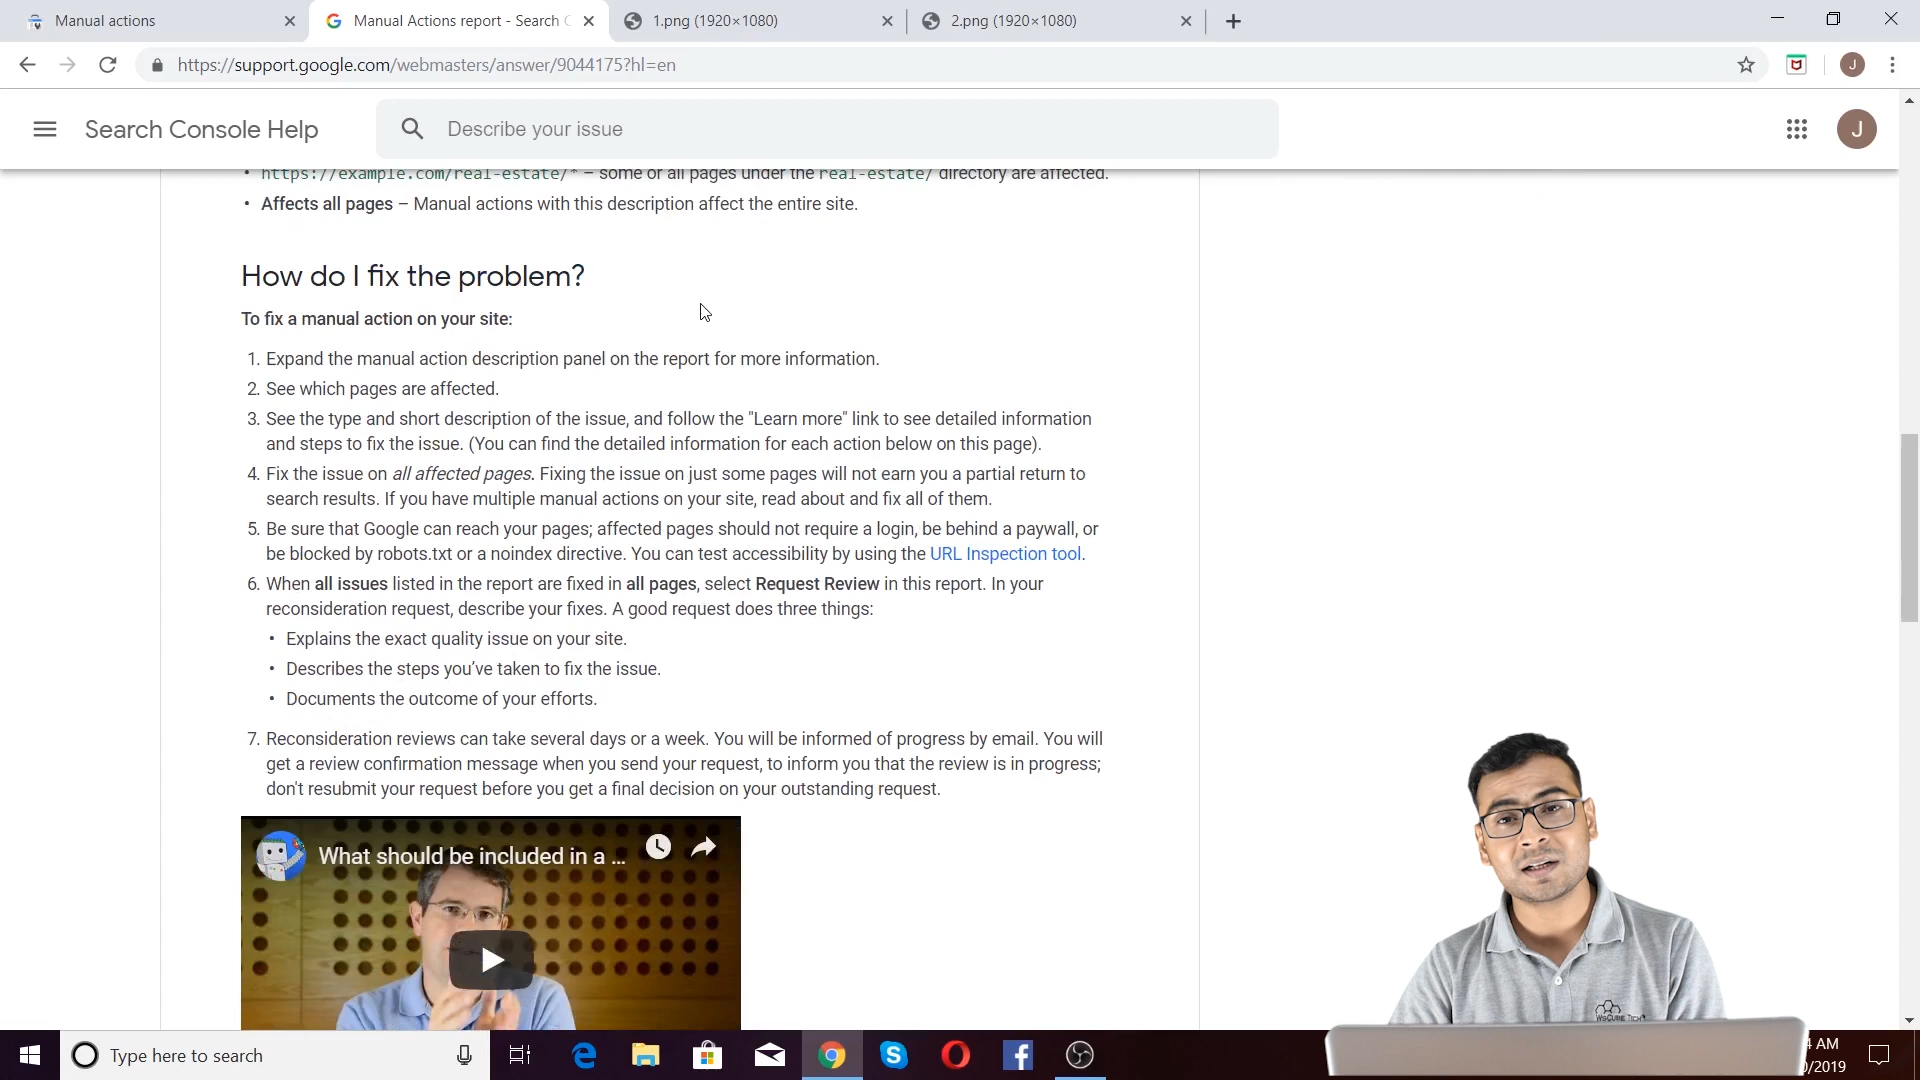 Manual actions
Manual Actions report - Search C
1.png (1920×1080)
2.png (1920×1080)
https://support.google.com/webmasters/answer/9044175?hl=en
J
Search Console Help
Describe your issue
J
• https://example.com/real-estate/* – some or all pages under the real-estate/ directory are affected.
• Affects all pages – Manual actions with this description affect the entire site.
How do I fix the problem?
To fix a manual action on your site:
1. Expand the manual action description panel on the report for more information.
2. See which pages are affected.
3. See the type and short description of the issue, and follow the "Learn more" link to see detailed information
and steps to fix the issue. (You can find the detailed information for each action below on this page).
4. Fix the issue on all affected pages. Fixing the issue on just some pages will not earn you a partial return to
search results. If you have multiple manual actions on your site, read about and fix all of them.
5. Be sure that Google can reach your pages; affected pages should not require a login, be behind a paywall, or
be blocked by robots.txt or a noindex directive. You can test accessibility by using the URL Inspection tool.
6. When all issues listed in the report are fixed in all pages, select Request Review in this report. In your
reconsideration request, describe your fixes. A good request does three things:
• Explains the exact quality issue on your site.
• Describes the steps you've taken to fix the issue.
• Documents the outcome of your efforts.
7. Reconsideration reviews can take several days or a week. You will be informed of progress by email. You will
get a review confirmation message when you send your request, to inform you that the review is in progress;
don't resubmit your request before you get a final decision on your outstanding request.
What should be included in a ...
WsCube Tech
Type here to search
4 AM
0/2019